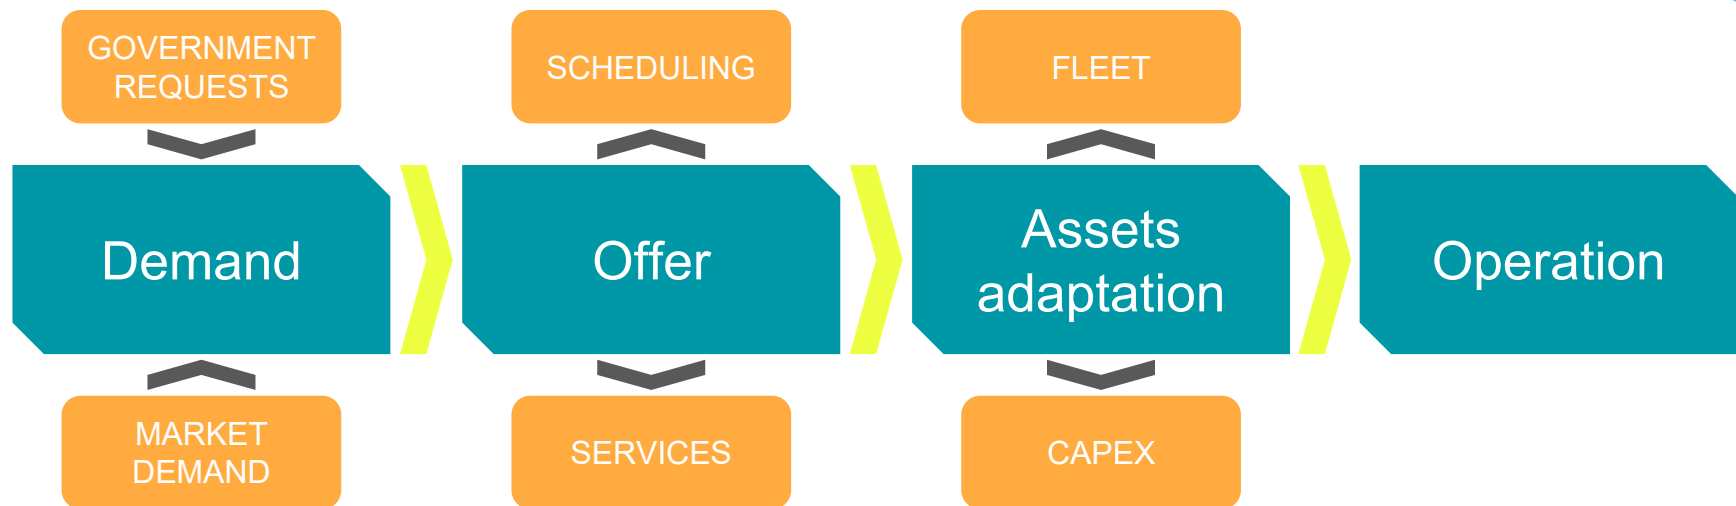 GOVERNMENT
REQUESTS
SCHEDULING
FLEET
Demand
Offer
Assets
adaptation
Operation
MARKET
DEMAND
SERVICES
CAPEX